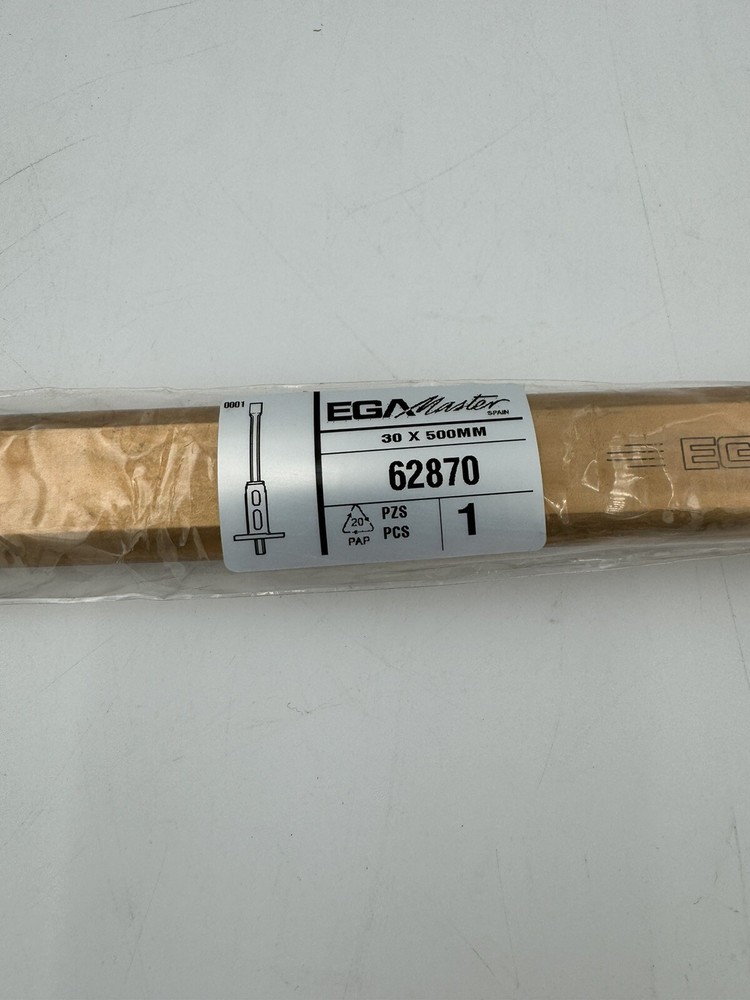 0001
EGA Master
SPAIN
30 X 500MM
62870
20
PAP
PZS
PCS
1
EG